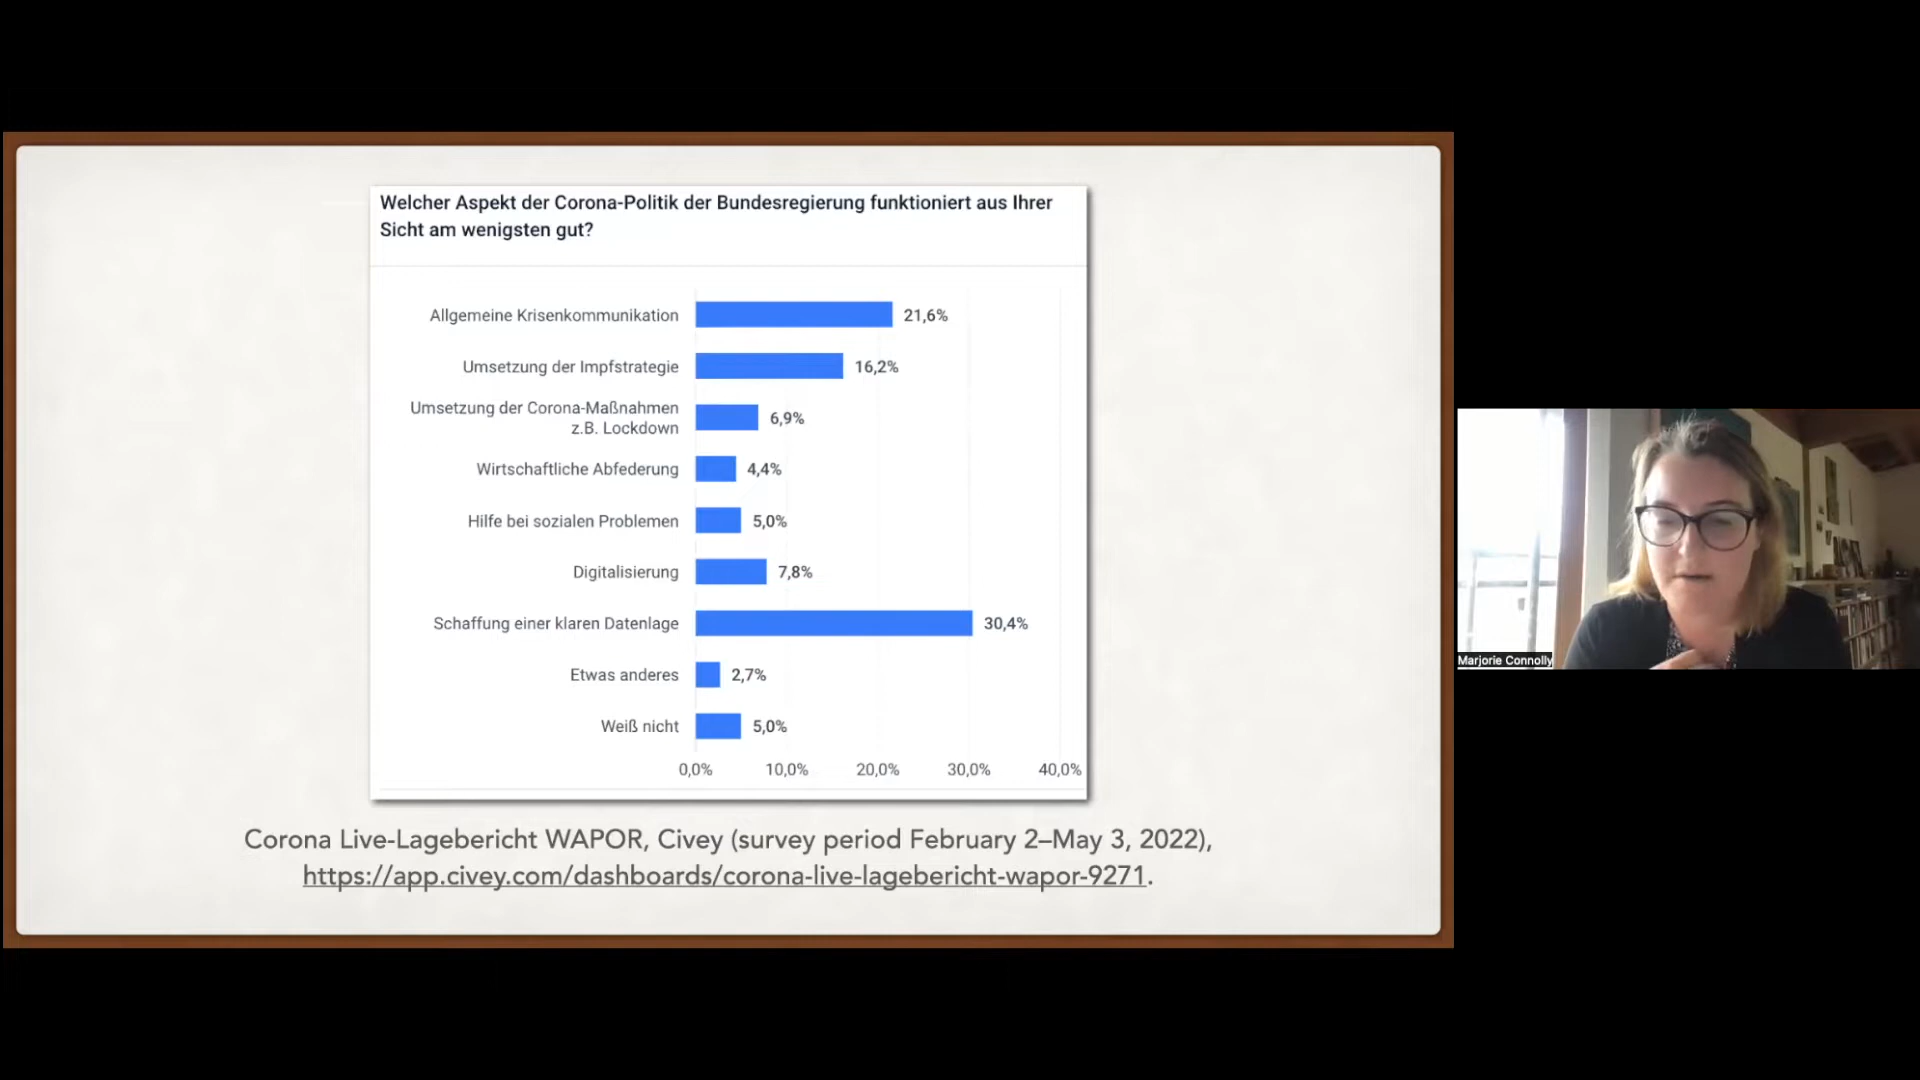 Welcher Aspekt der Corona-Politik der Bundesregierung funktioniert aus Ihrer
Sicht am wenigsten gut?
Allgemeine Krisenkommunikation 21,6%
Umsetzung der Impfstrategie 16,2%
Umsetzung der Corona-Maßnahmen
z.B. Lockdown 6,9%
Wirtschaftliche Abfederung 4,4%
Hilfe bei sozialen Problemen 5,0%
Digitalisierung 7,8%
Schaffung einer klaren Datenlage 30,4%
Etwas anderes 2,7%
Weiß nicht 5,0%
0,0% 10,0% 20,0% 30,0% 40,0%
Corona Live-Lagebericht WAPOR, Civey (survey period February 2–May 3, 2022),
https://app.civey.com/dashboards/corona-live-lagebericht-wapor-9271.
Marjorie Connolly